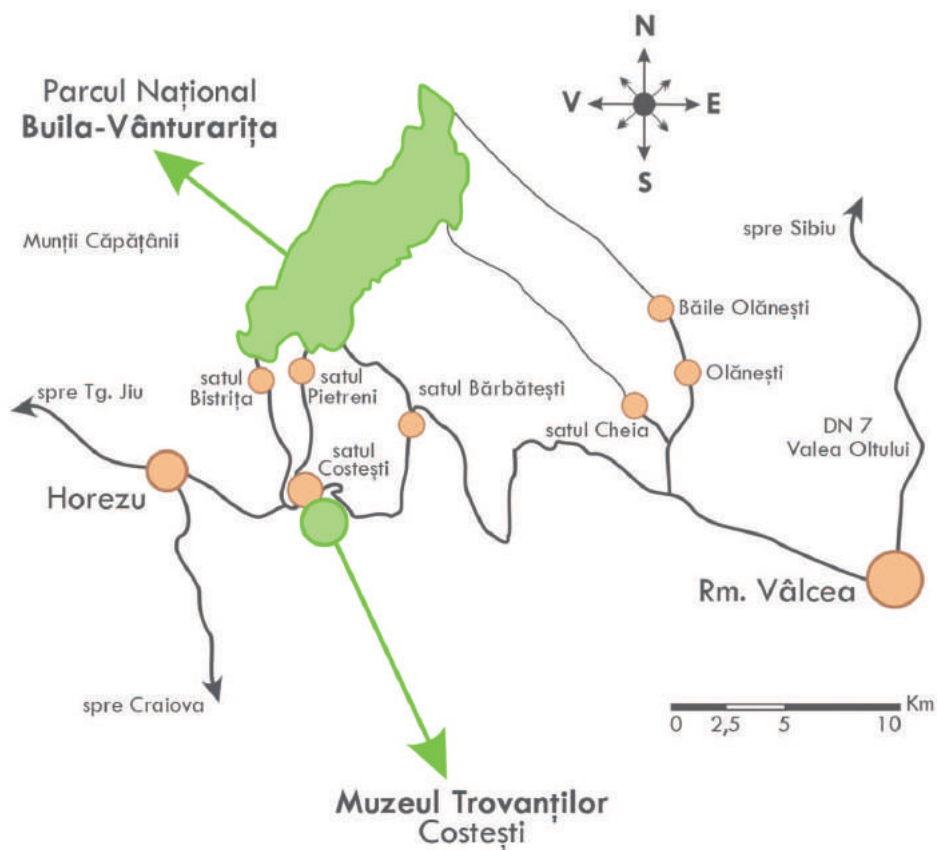 N
V
E
S
Parcul Național
Buila-Vânturarița
Munții Căpățânii
spre Sibiu
Băile Olănești
Olănești
satul
Bistrița
satul
Pietreni
satul Bărbătești
spre Tg. Jiu
satul Cheia
DN 7
Valea Oltului
satul
Costești
Horezu
Rm. Vâlcea
spre Craiova
Km
0 2,5 5 10
Muzeul Trovanților
Costești